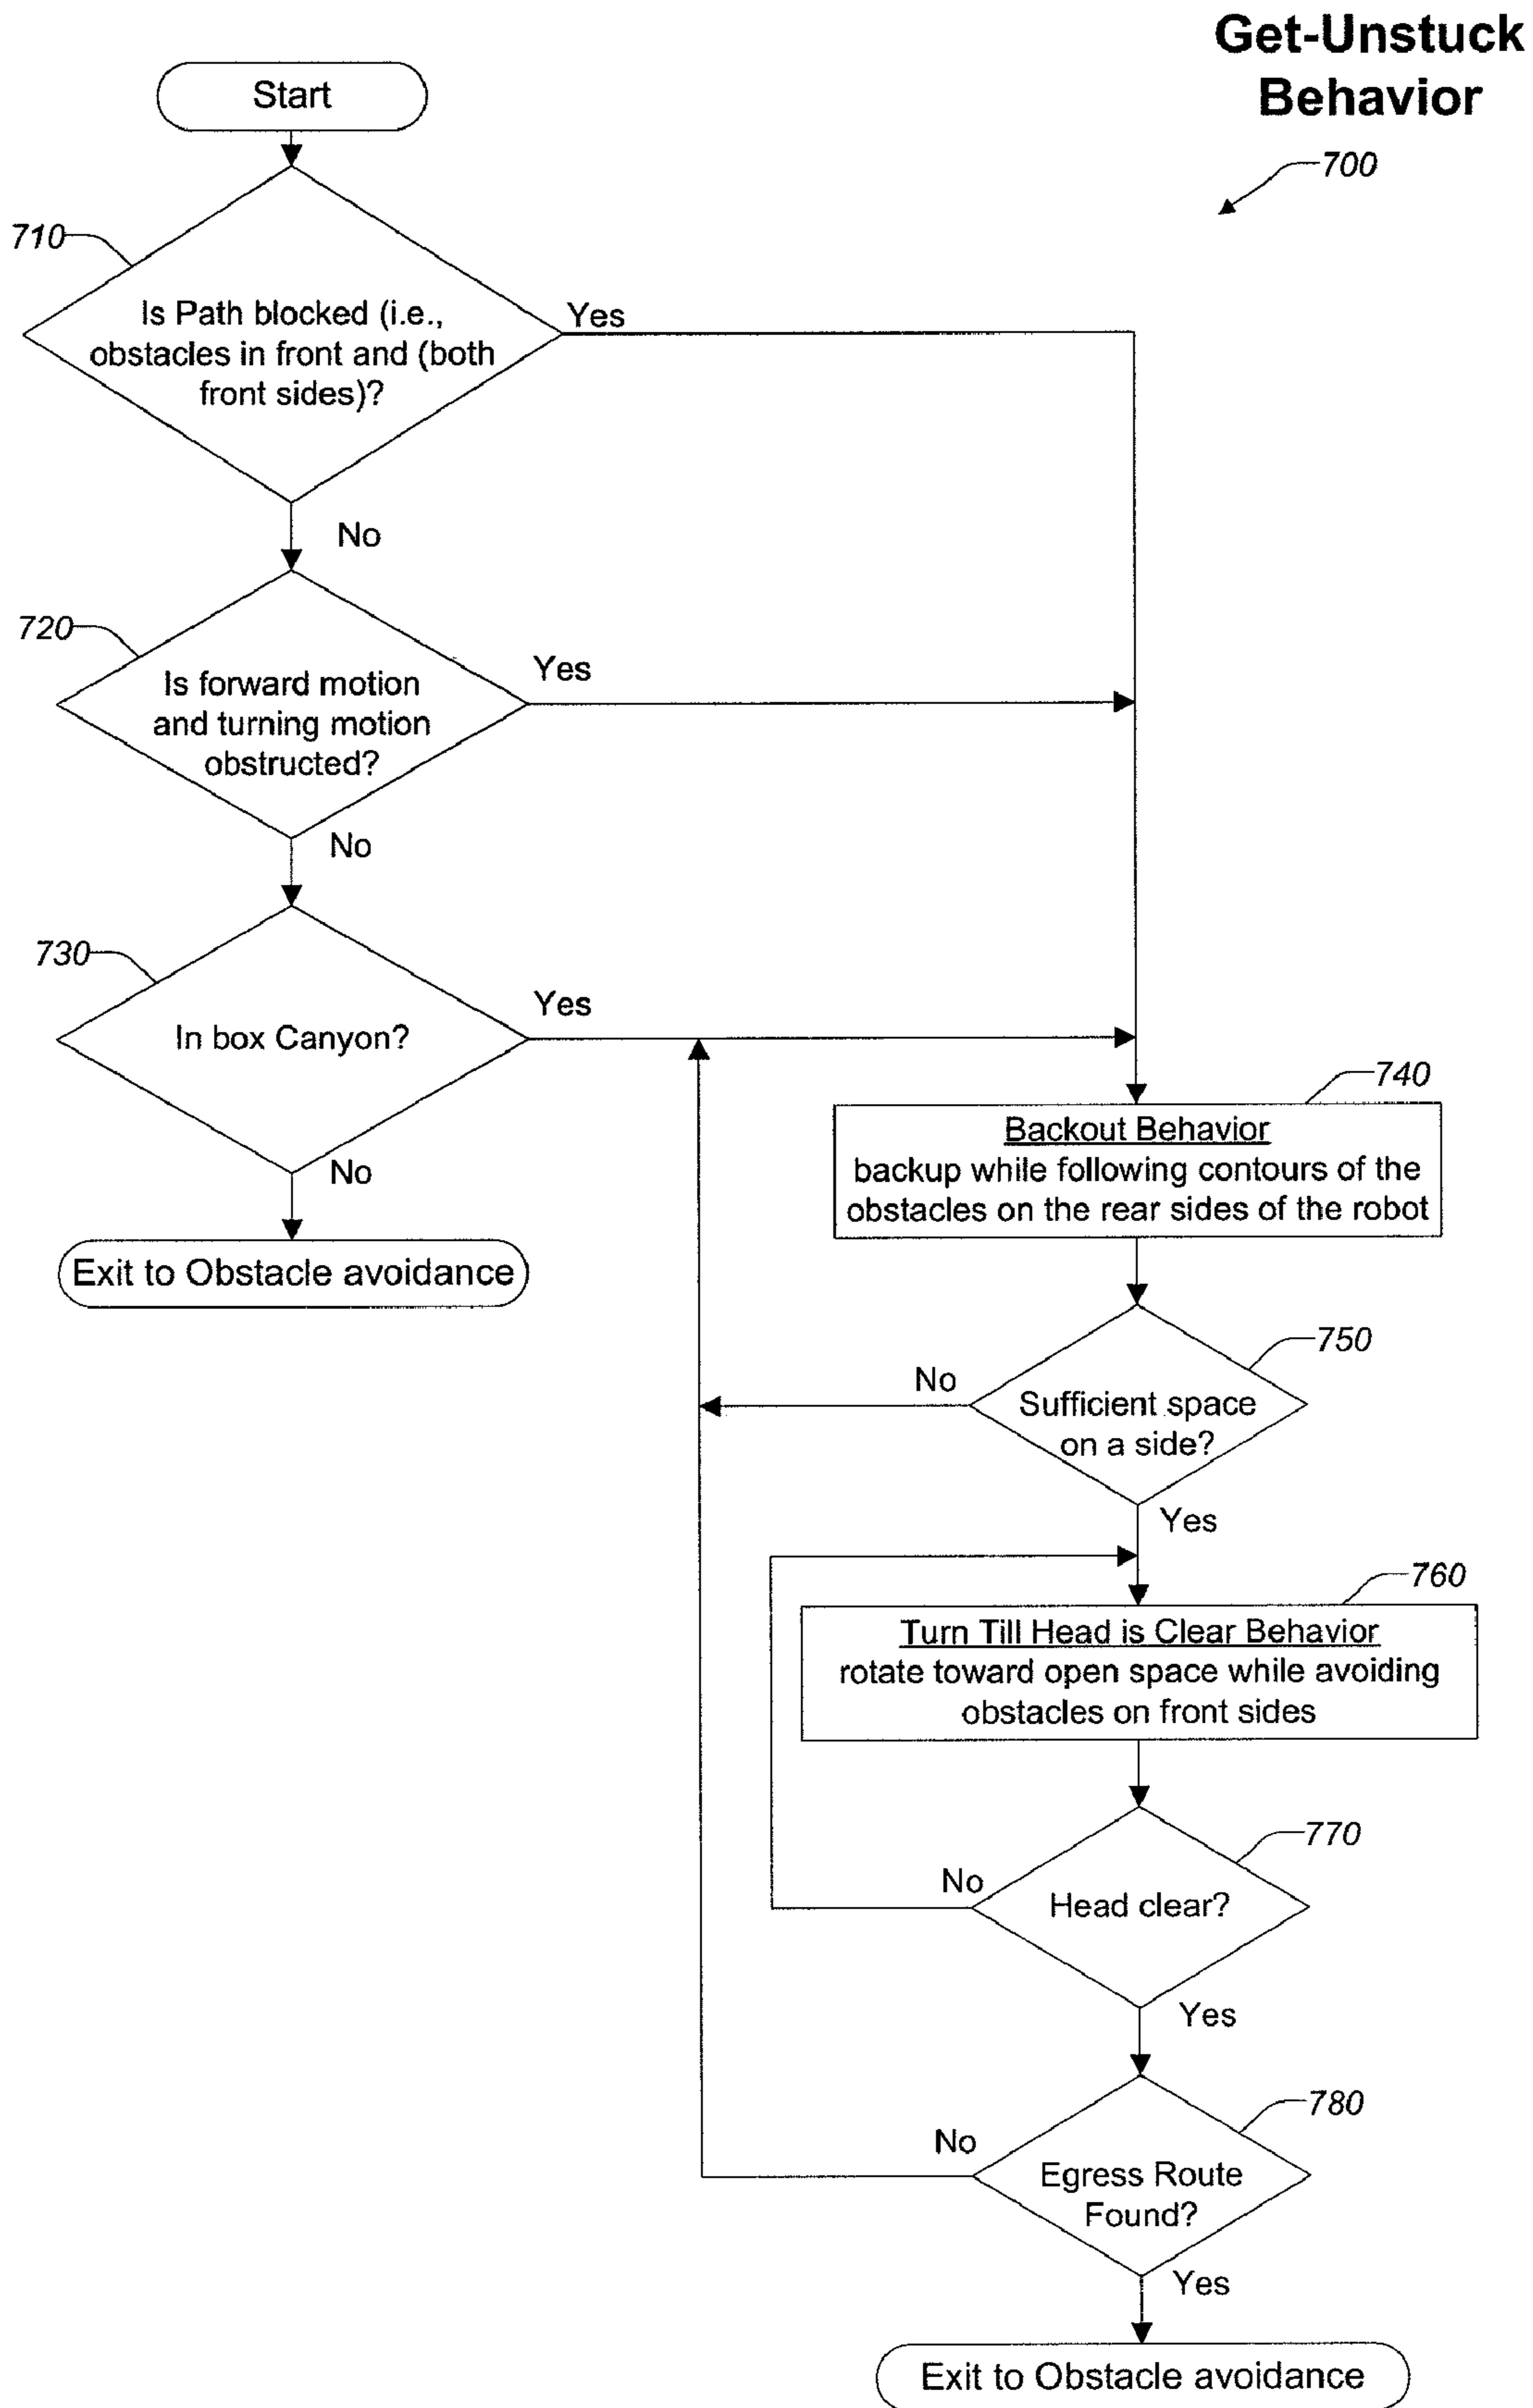 Get-Unstuck
Behavior
700
Start
710
Is Path blocked (i.e.,
obstacles in front and (both
front sides)?
Yes
No
720
Is forward motion
and turning motion
obstructed?
Yes
No
730
In box Canyon?
Yes
No
Exit to Obstacle avoidance
740
Backout Behavior
backup while following contours of the
obstacles on the rear sides of the robot
750
Sufficient space
on a side?
No
Yes
760
Turn Till Head is Clear Behavior
rotate toward open space while avoiding
obstacles on front sides
770
Head clear?
No
Yes
780
Egress Route
Found?
No
Yes
Exit to Obstacle avoidance